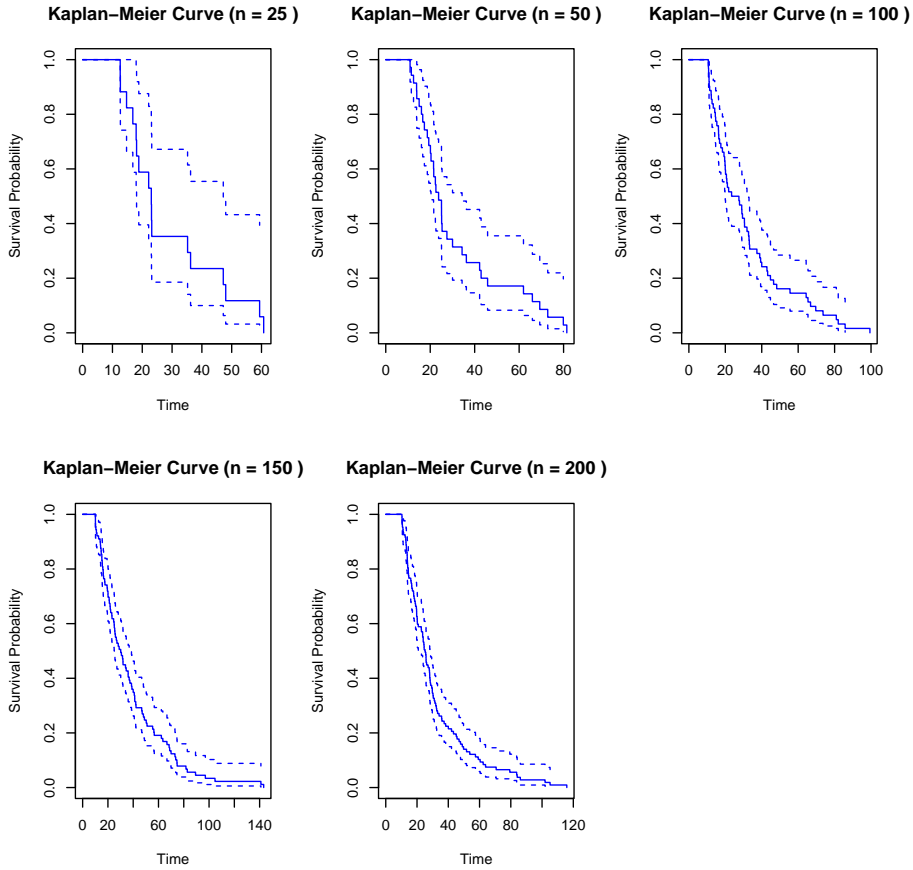 Kaplan−Meier Curve (n = 25 )
Kaplan−Meier Curve (n = 50 )
Kaplan−Meier Curve (n = 100 )
Survival Probability
0.0 0.2 0.4 0.6 0.8 1.0
0 10 20 30 40 50 60
Time
Survival Probability
0.0 0.2 0.4 0.6 0.8 1.0
0 20 40 60 80
Time
Survival Probability
0.0 0.2 0.4 0.6 0.8 1.0
0 20 40 60 80 100
Time
Kaplan−Meier Curve (n = 150 )
Kaplan−Meier Curve (n = 200 )
Survival Probability
0.0 0.2 0.4 0.6 0.8 1.0
0 20 60 100 140
Time
Survival Probability
0.0 0.2 0.4 0.6 0.8 1.0
0 20 40 60 80 120
Time